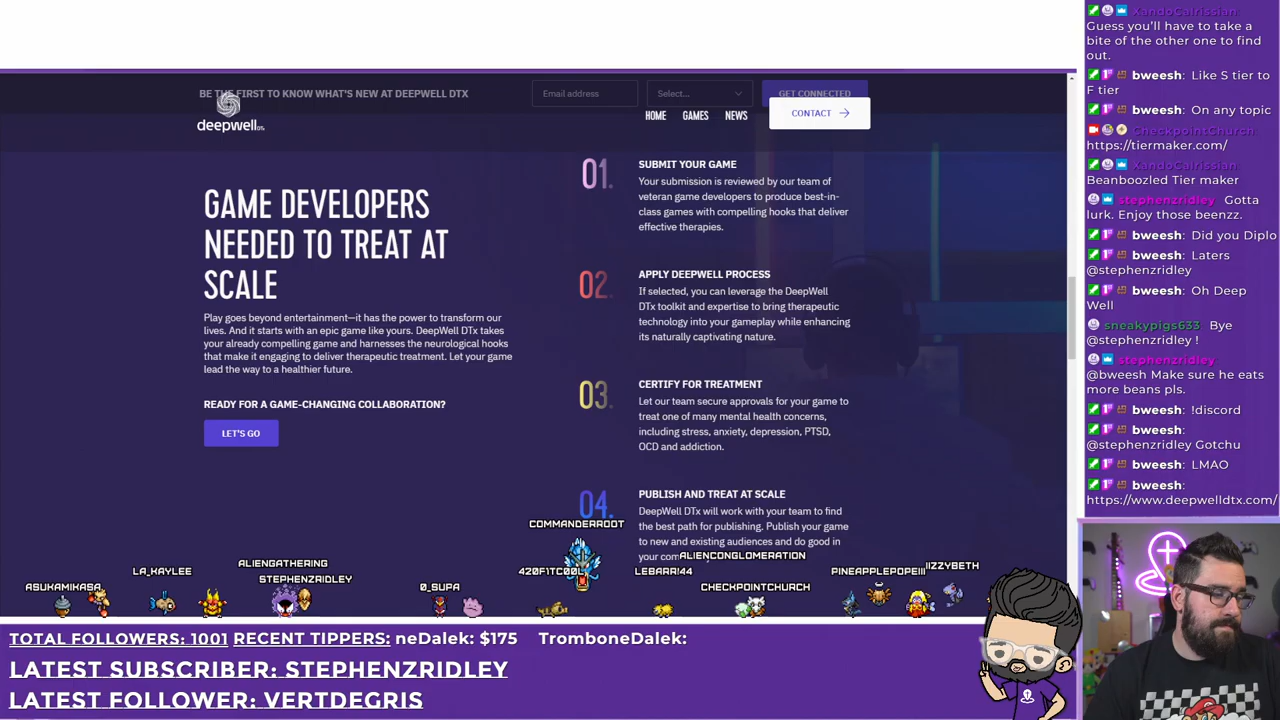 BE THE FIRST TO KNOW WHAT'S NEW AT DEEPWELL DTX
Email address
Select...
GET CONNECTED
deepwell
HOME
GAMES
NEWS
CONTACT
GAME DEVELOPERS
NEEDED TO TREAT AT
SCALE
Play goes beyond entertainment—it has the power to transform our
lives. And it starts with an epic game like yours. DeepWell DTx takes
your already compelling game and harnesses the neurological hooks
that make it engaging to deliver therapeutic treatment. Let your game
lead the way to a healthier future.
READY FOR A GAME-CHANGING COLLABORATION?
LET'S GO
01.
SUBMIT YOUR GAME
Your submission is reviewed by our team of
veteran game developers to produce best-in-
class games with compelling hooks that deliver
effective therapies.
02.
APPLY DEEPWELL PROCESS
If selected, you can leverage the DeepWell
DTx toolkit and expertise to bring therapeutic
technology into your gameplay while enhancing
its naturally captivating nature.
03.
CERTIFY FOR TREATMENT
Let our team secure approvals for your game to
treat one of many mental health concerns,
including stress, anxiety, depression, PTSD,
OCD and addiction.
04.
PUBLISH AND TREAT AT SCALE
DeepWell DTx will work with your team to find
the best path for publishing. Publish your game
to new and existing audiences and do good in
your com
COMMANDERROOT
ALIENCONGLOMERATION
ALIENGATHERING
LA_KAYLEE
STEPHENZRIDLEY
ASUKAMIKASA
0_SUPA
420F1TC00L
LEBARR144
CHECKPOINTCHURCH
PINEAPPLEPOPEIII
IIZZYBETH
TOTAL FOLLOWERS: 1001 RECENT TIPPERS: neDalek: $175 TromboneDalek:
LATEST SUBSCRIBER: STEPHENZRIDLEY
LATEST FOLLOWER: VERTDEGRIS
XandoCalrissian:
Guess you'll have to take a
bite of the other one to find
out.
bweesh: Like S tier to
F tier
bweesh: On any topic
CheckpointChurch:
https://tiermaker.com/
XandoCalrissian:
Beanboozled Tier maker
stephenzridley: Gotta
lurk. Enjoy those beenzz.
bweesh: Did you Diplo
bweesh: Laters
@stephenzridley
bweesh: Oh Deep
Well
sneakypigs633: Bye
@stephenzridley !
stephenzridley:
@bweesh Make sure he eats
more beans pls.
bweesh: !discord
bweesh:
@stephenzridley Gotchu
bweesh: LMAO
bweesh:
https://www.deepwelldtx.com/